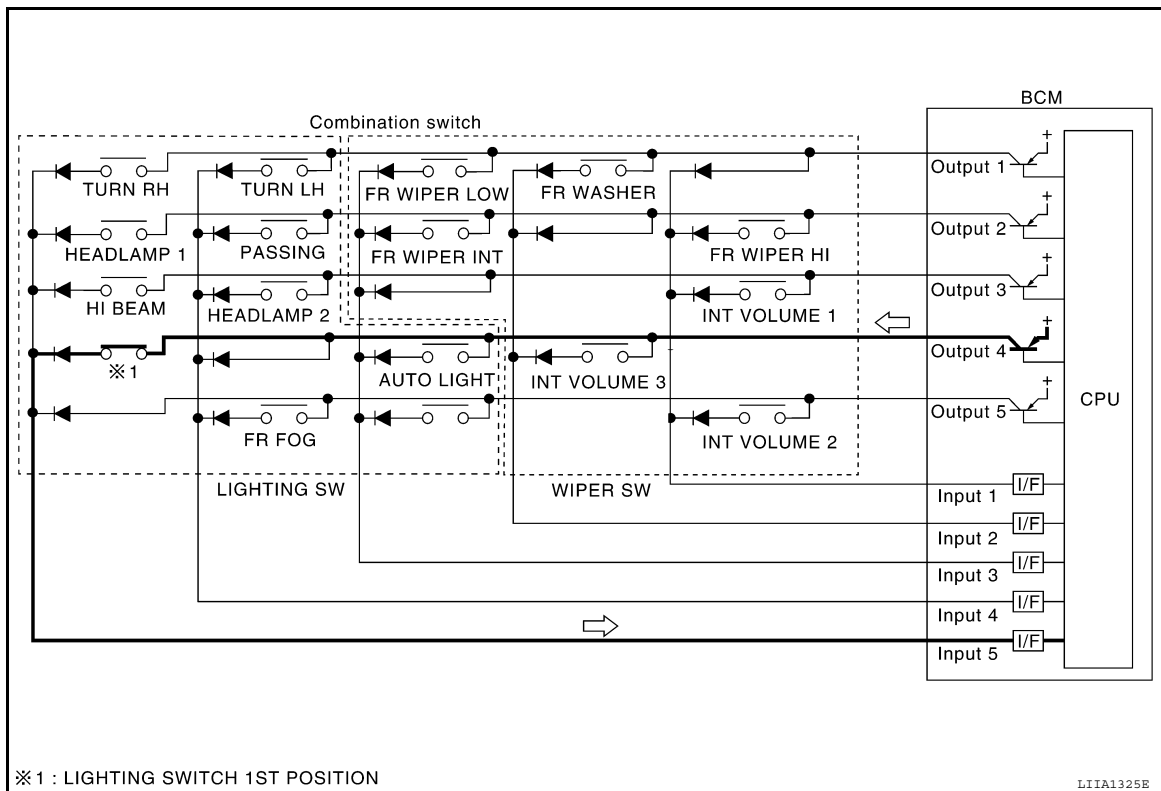 BCM
Combination switch
+
Output 1
TURN RH
TURN LH
FR WIPER LOW
FR WASHER
+
Output 2
HEADLAMP 1
PASSING
FR WIPER INT
FR WIPER HI
+
Output 3
HI BEAM
HEADLAMP 2
INT VOLUME 1
+
Output 4
※1
AUTO LIGHT
INT VOLUME 3
+
CPU
Output 5
FR FOG
INT VOLUME 2
LIGHTING SW
WIPER SW
Input 1
I/F
Input 2
I/F
Input 3
I/F
Input 4
I/F
Input 5
I/F
※1 : LIGHTING SWITCH 1ST POSITION
LIIA1325E